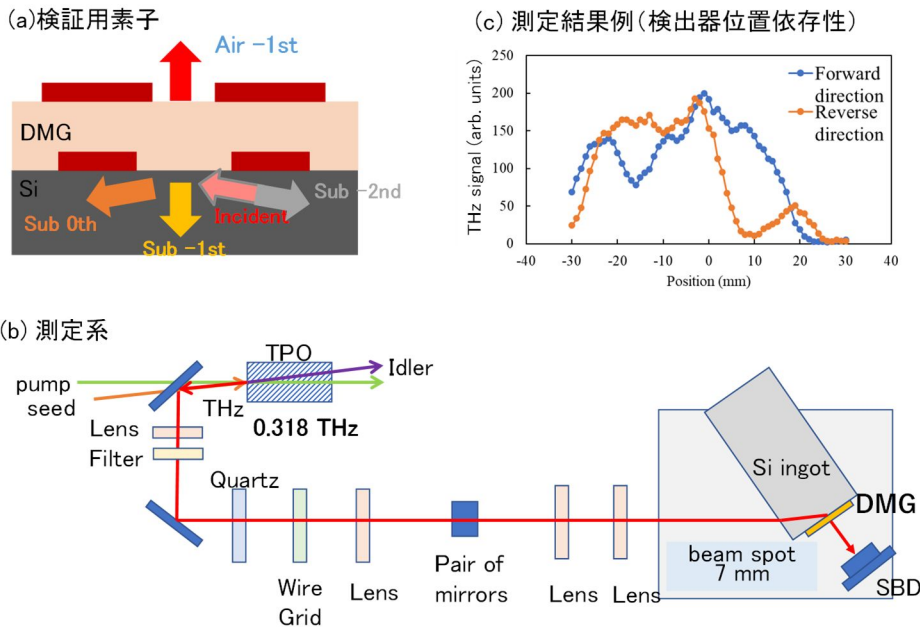 (a)検証用素子
Air -1st
DMG
Si
Sub 0th
Sub -1st
Incident
Sub -2nd
(c) 測定結果例(検出器位置依存性)
THz signal (arb. units)
250
200
150
100
50
0
-40
-30
-20
-10
0
10
20
30
40
Position (mm)
Forward
direction
Reverse
direction
(b) 測定系
pump
seed
TPO
Idler
THz
0.318 THz
Lens
Filter
Quartz
Wire
Grid
Lens
Pair of
mirrors
Lens
Lens
Si ingot
DMG
beam spot
7 mm
SBD